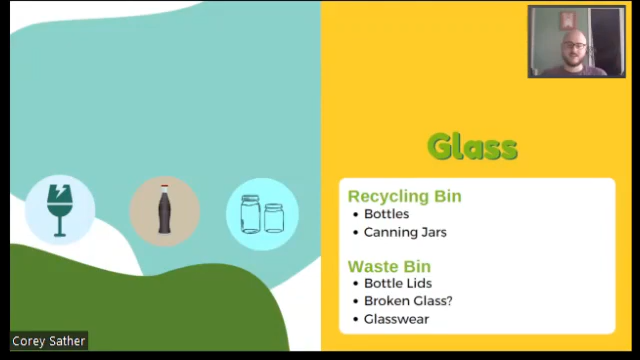 Glass
Recycling Bin
• Bottles
• Canning Jars
Waste Bin
• Bottle Lids
• Broken Glass?
• Glasswear
Corey Sather